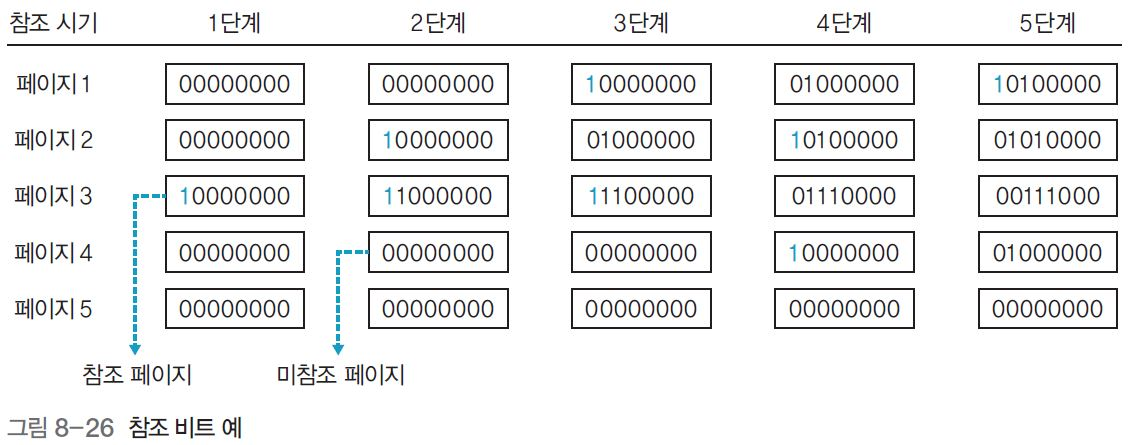 참조 시기 1단계 2단계 3단계 4단계 5단계
페이지 1 00000000 00000000 10000000 01000000 10100000
페이지 2 00000000 10000000 01000000 10100000 01010000
페이지 3 10000000 11000000 11100000 01110000 00111000
페이지 4 00000000 00000000 00000000 10000000 01000000
페이지 5 00000000 00000000 00000000 00000000 00000000
참조 페이지 미참조 페이지
그림 8-26 참조 비트 예